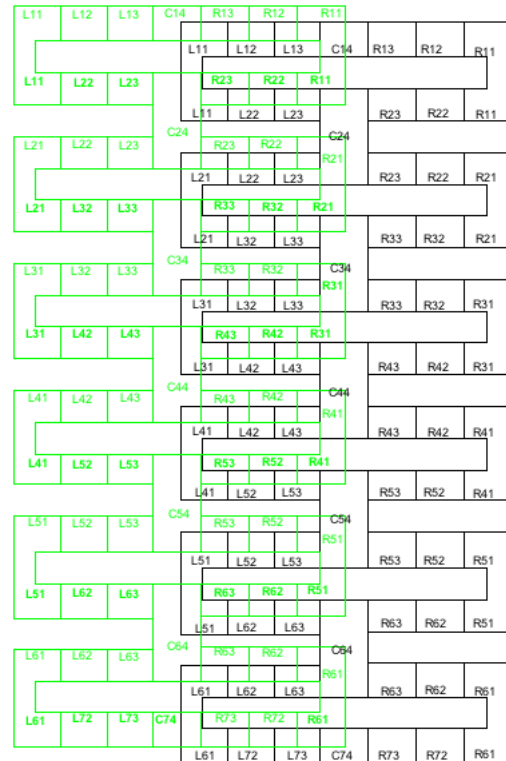 L11 L12 L13 C14 R13 R12 R11
L11 L12 L13 C14 R13 R12 R11
L11 L22 L23 R23 R22 R11
L11 L22 L23 R23 R22 R11
L21 L22 L23 C24 R23 R22 C24
R21
L21 L22 L23 R23 R22 R21
L21 L32 L33 R33 R32 R21
L21 L32 L33 R33 R32 R21
L31 L32 L33 C34 R33 R32 C34
R31
L31 L32 L33 R33 R32 R31
L31 L42 L43 R43 R42 R31
L31 L42 L43 R43 R42 R31
L41 L42 L43 C44 R43 R42 C44
R41
L41 L42 L43 R43 R42 R41
L41 L52 L53 R53 R52 R41
L41 L52 L53 R53 R52 R41
L51 L52 L53 C54 R53 R52 C54
R51
L51 L52 L53 R53 R52 R51
L51 L62 L63 R63 R62 R51
L51 L62 L63 R63 R62 R51
L61 L62 L63 C64 R63 R62 C64
R61
L61 L62 L63 R63 R62 R61
L61 L72 L73 C74 R73 R72 R61
L61 L72 L73 C74 R73 R72 R61